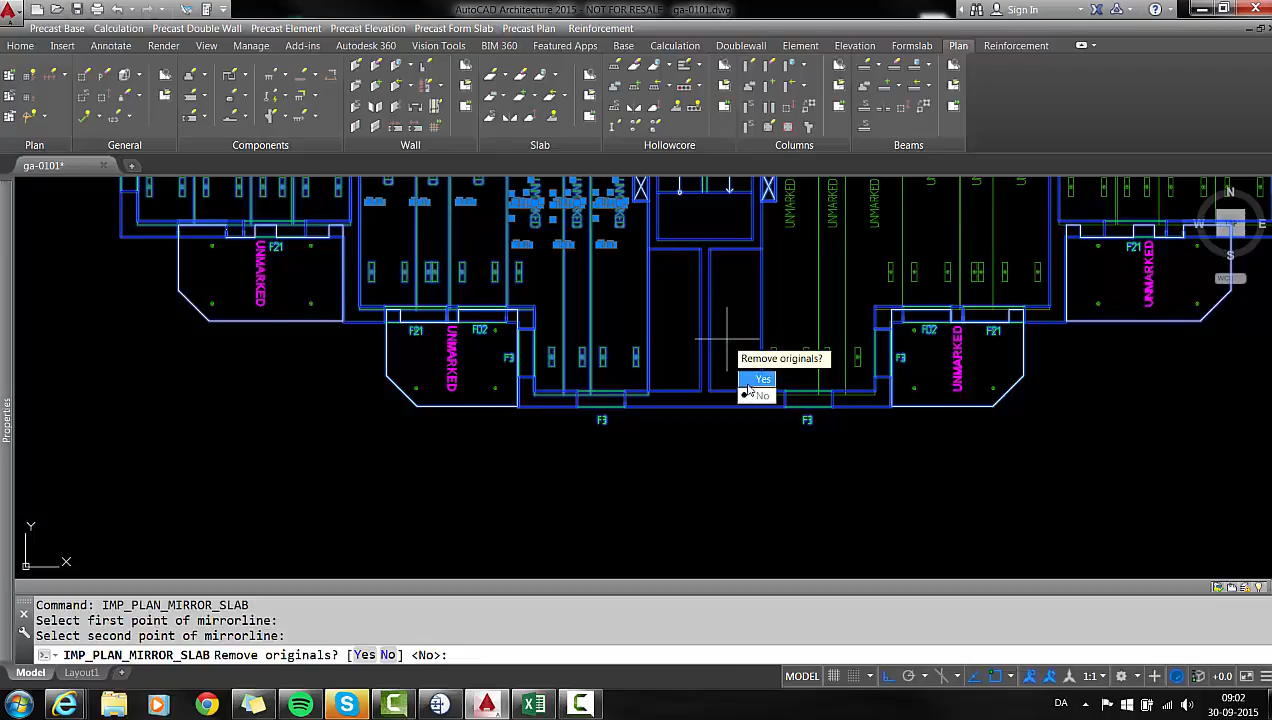 AutoCAD Architecture 2015 - NOT FOR RESALE ga-0101.dwg
Sign In
Precast Base Calculation Precast Double Wall Precast Element Precast Elevation Precast Form Slab Precast Plan Reinforcement
Home Insert Annotate Render View Manage Add-ins Autodesk 360 Vision Tools BIM 360 Featured Apps Base Calculation Doublewall Element Elevation Formslab Plan Reinforcement
Plan General Components Wall Slab Hollowcore Columns Beams
ga-0101*
UNMARKED UNMARKED UNMARKED
N
W E
S
F21 UNMARKED F21 UNMARKED
F21 F02 F02 F21
UNMARKED F3 F3 UNMARKED
Remove originals?
Yes
No
F3 F3
Properties
Y
X
Command: IMP_PLAN_MIRROR_SLAB
Select first point of mirrorline:
Select second point of mirrorline:
IMP_PLAN_MIRROR_SLAB Remove originals? [Yes No] <No>:
Model Layout1
MODEL 1:1 +0.0
DA 09:02
30-09-2015